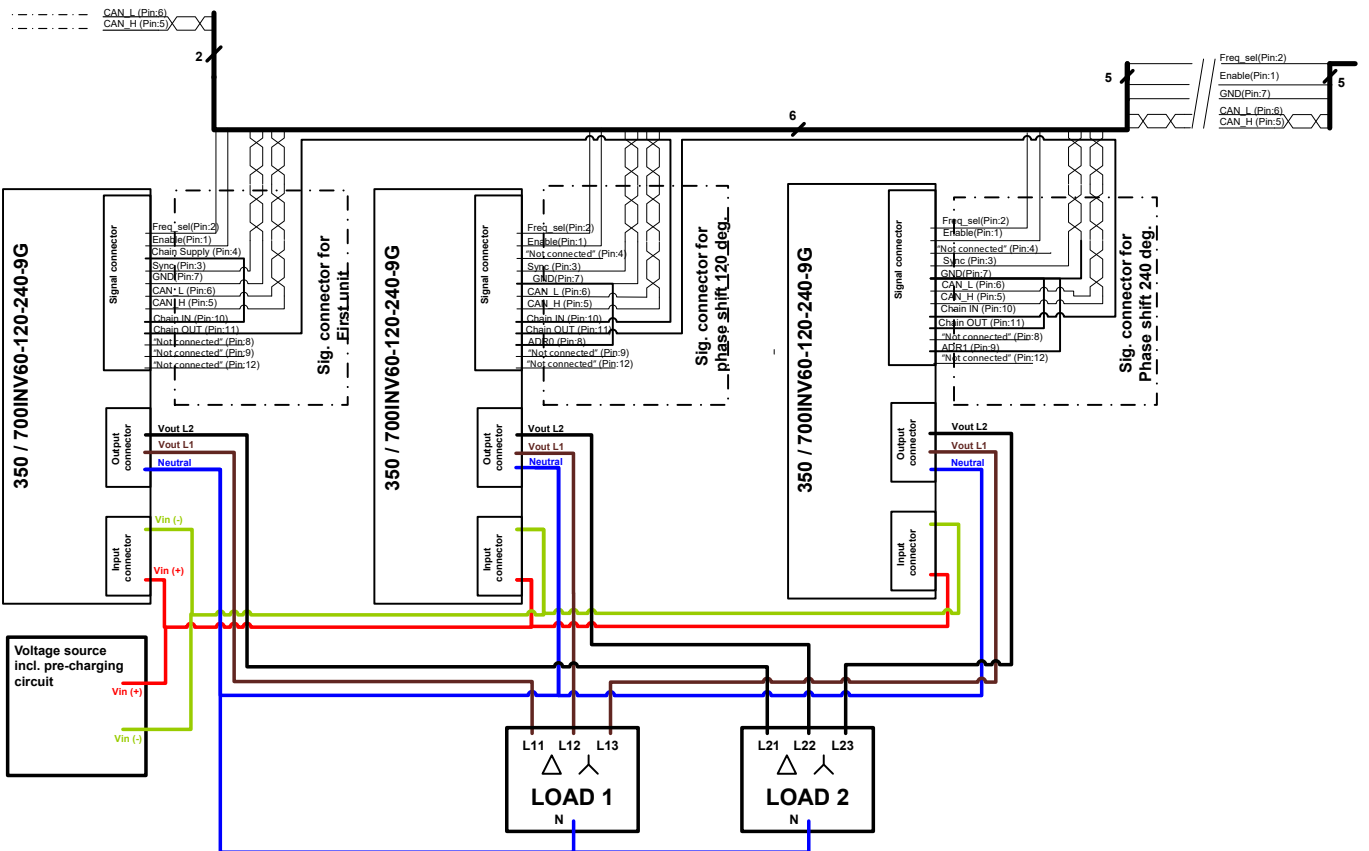 CAN_L (Pin:6)
CAN_H (Pin:5)
2
5
Freq_sel(Pin:2)
Enable(Pin:1)
GND(Pin:7)
CAN_L (Pin:6)
CAN_H (Pin:5)
5
6
350 / 700INV60-120-240-9G
Signal connector
Freq_sel(Pin:2)
Enable(Pin:1)
Chain Supply (Pin:4)
Sync(Pin:3)
GND(Pin:7)
CAN_L (Pin:6)
CAN_H (Pin:5)
Chain IN (Pin:10)
Chain OUT (Pin:11)
"Not connected" (Pin:8)
"Not connected" (Pin:9)
"Not connected" (Pin:12)
Sig. connector for
First unit
Output
connector
Vout L2
Vout L1
Neutral
Input
connector
Vin (-)
Vin (+)
350 / 700INV60-120-240-9G
Signal connector
Freq_sel(Pin:2)
Enable(Pin:1)
"Not connected" (Pin:4)
Sync(Pin:3)
GND(Pin:7)
CAN_L (Pin:6)
CAN_H (Pin:5)
Chain IN (Pin:10)
Chain OUT (Pin:11)
ADR0 (Pin:8)
"Not connected" (Pin:9)
"Not connected" (Pin:12)
Sig. connector for
phase shift 120 deg.
Output
connector
Vout L2
Vout L1
Neutral
Input
connector
350 / 700INV60-120-240-9G
Signal connector
Freq_sel(Pin:2)
Enable(Pin:1)
"Not connected" (Pin:4)
Sync(Pin:3)
GND(Pin:7)
CAN_L (Pin:6)
CAN_H (Pin:5)
Chain IN (Pin:10)
Chain OUT (Pin:11)
"Not connected" (Pin:8)
ADR1 (Pin:9)
"Not connected" (Pin:12)
Sig. connector for
Phase shift 240 deg.
Output
connector
Vout L2
Vout L1
Neutral
Input
connector
Voltage source
incl. pre-charging
circuit
Vin (+)
Vin (-)
L11 L12 L13
LOAD 1
N
L21 L22 L23
LOAD 2
N